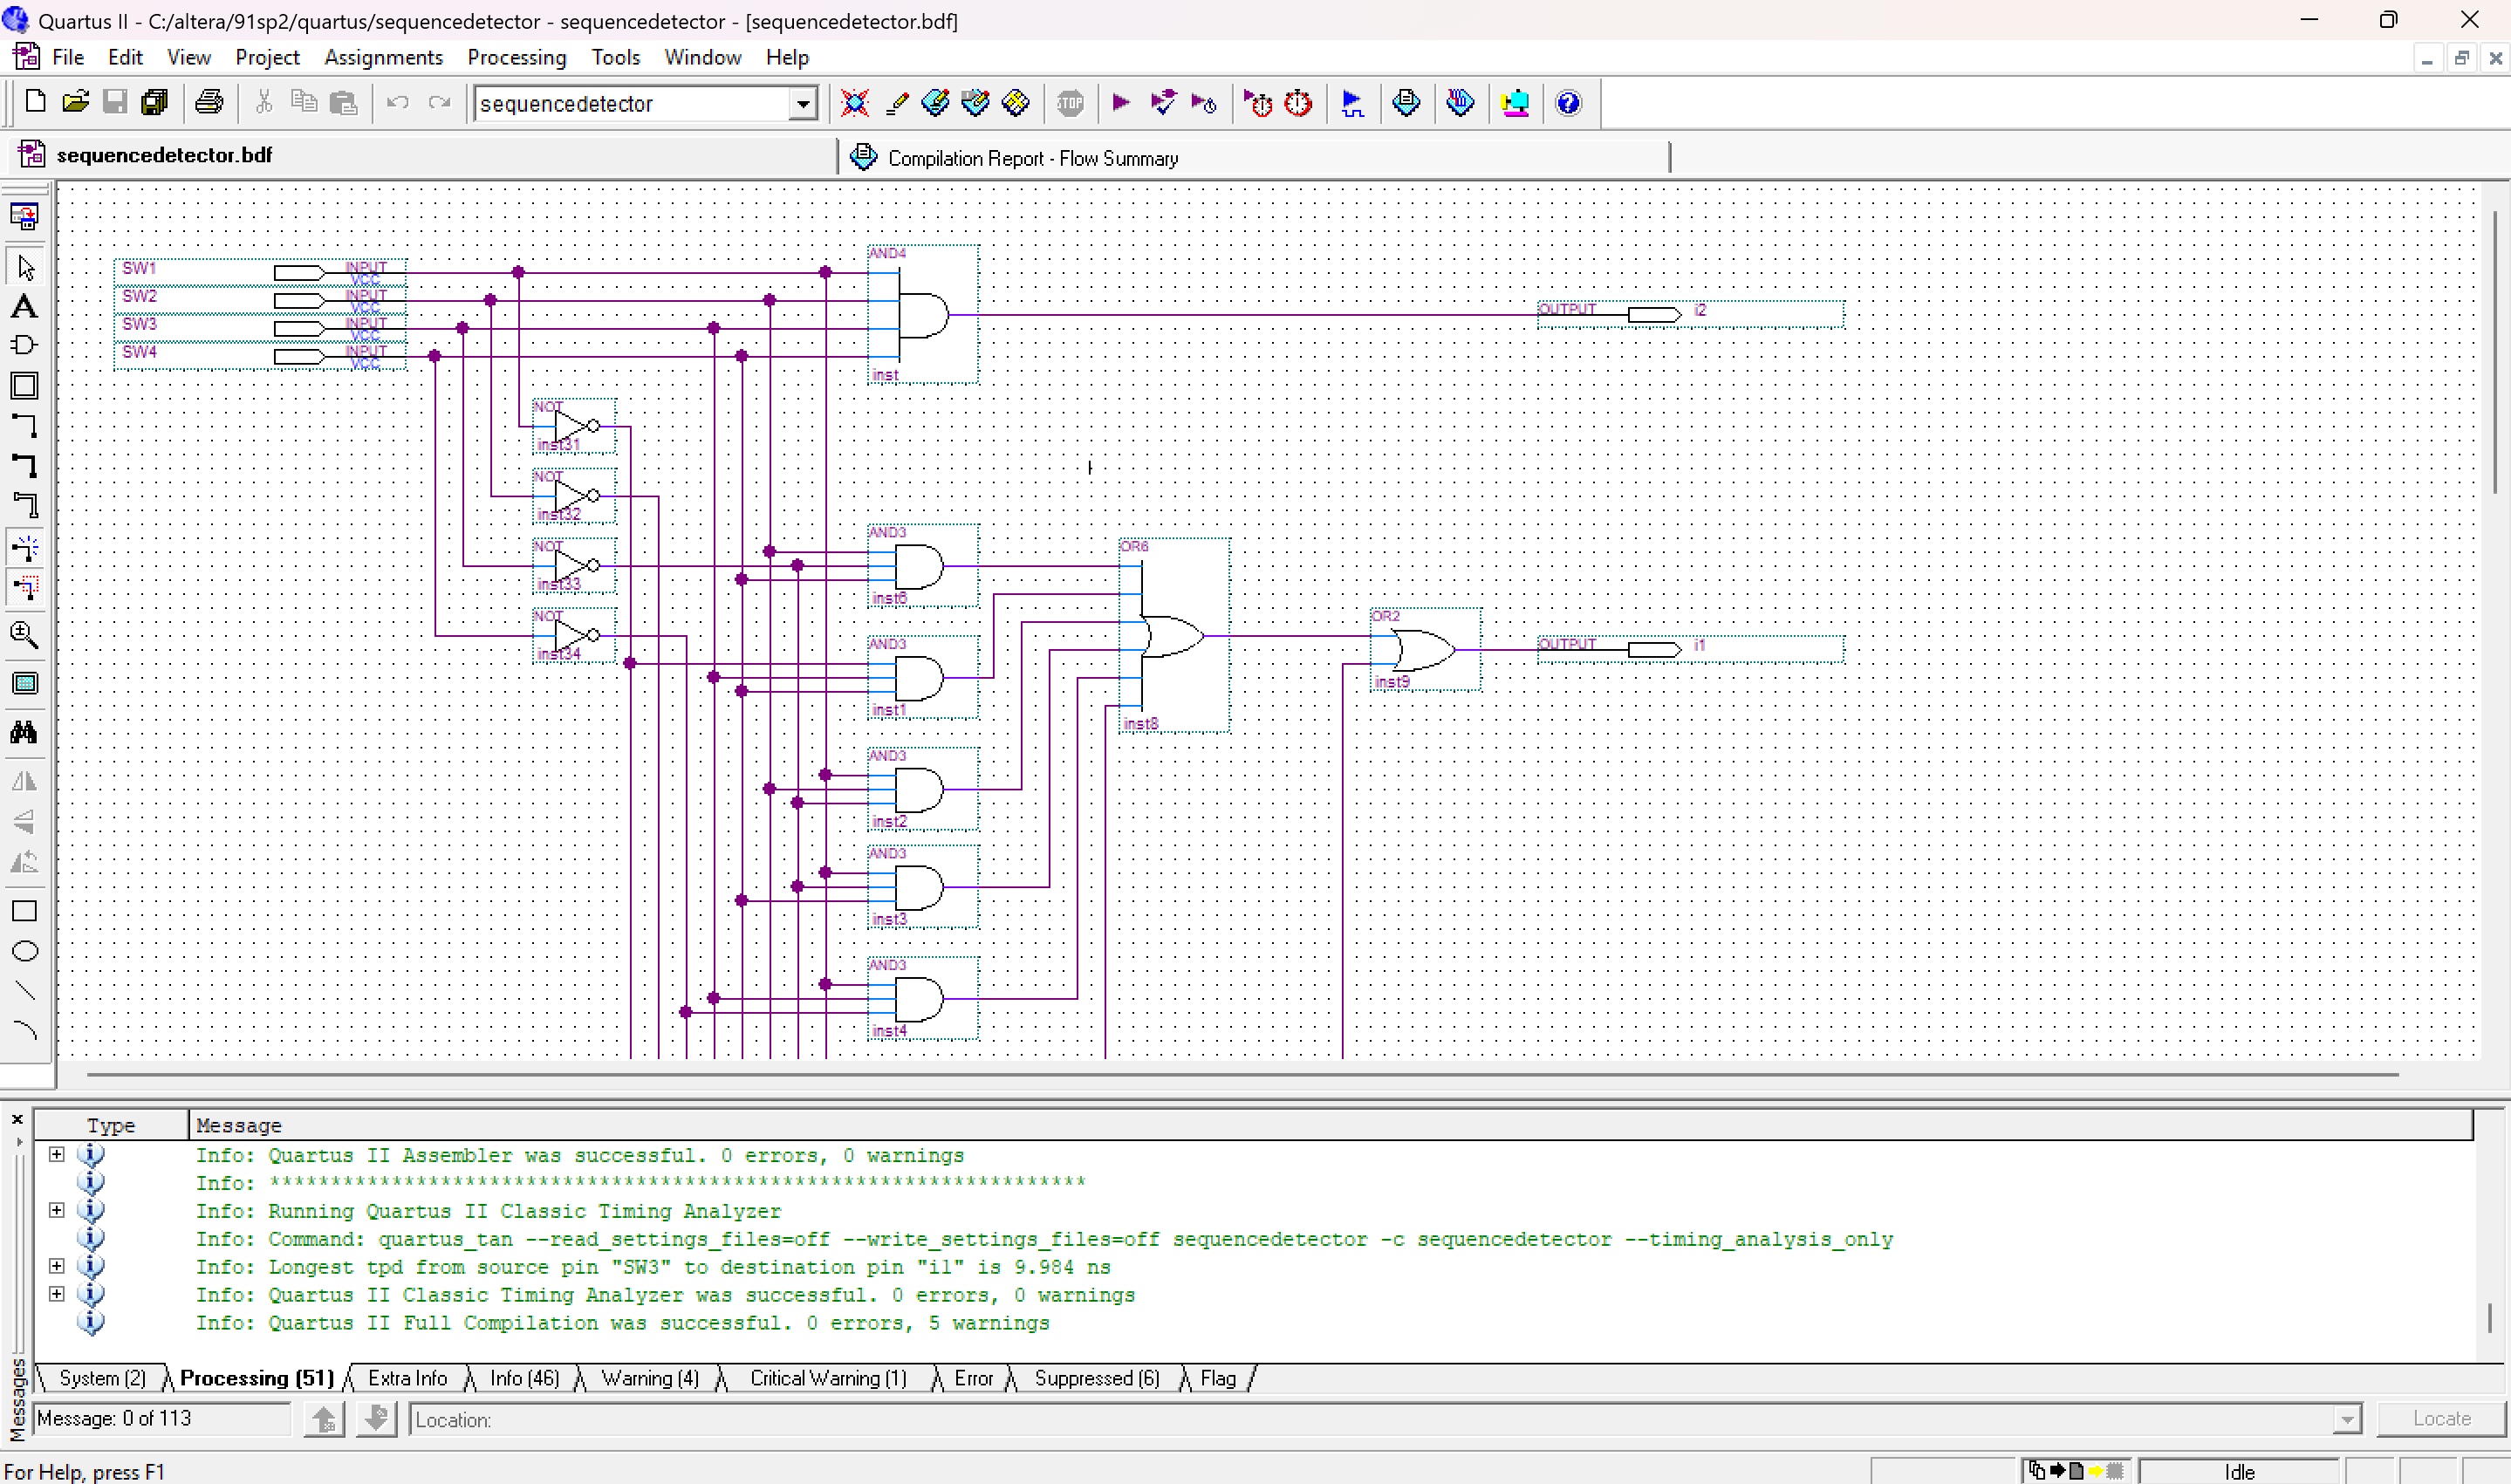 Quartus II - C:/altera/91sp2/quartus/sequencedetector - sequencedetector - [sequencedetector.bdf]
File Edit View Project Assignments Processing Tools Window Help
sequencedetector
STOP
sequencedetector.bdf
Compilation Report - Flow Summary
SW1 INPUT VCC
SW2 INPUT VCC
SW3 INPUT VCC
SW4 INPUT VCC
AND4
inst
OUTPUT i2
NOT
inst31
NOT
inst32
NOT
inst33
NOT
inst34
AND3
inst6
AND3
inst1
AND3
inst2
AND3
inst3
AND3
inst4
OR6
inst8
OR2
inst9
OUTPUT i1
Type Message
Info: Quartus II Assembler was successful. 0 errors, 0 warnings
Info: *******************************************************************
Info: Running Quartus II Classic Timing Analyzer
Info: Command: quartus_tan --read_settings_files=off --write_settings_files=off sequencedetector -c sequencedetector --timing_analysis_only
Info: Longest tpd from source pin "SW3" to destination pin "i1" is 9.984 ns
Info: Quartus II Classic Timing Analyzer was successful. 0 errors, 0 warnings
Info: Quartus II Full Compilation was successful. 0 errors, 5 warnings
System (2) Processing (51) Extra Info Info (46) Warning (4) Critical Warning (1) Error Suppressed (6) Flag
Messages
Message: 0 of 113
Location:
Locate
For Help, press F1
Idle